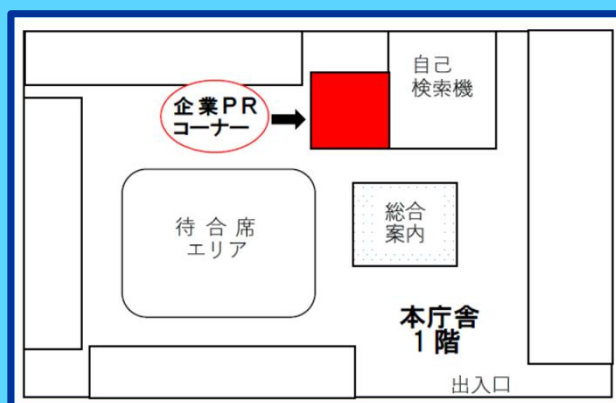 自己
検索機
企業PR
コーナー
待合席
エリア
総合
案内
本庁舎
1階
出入口